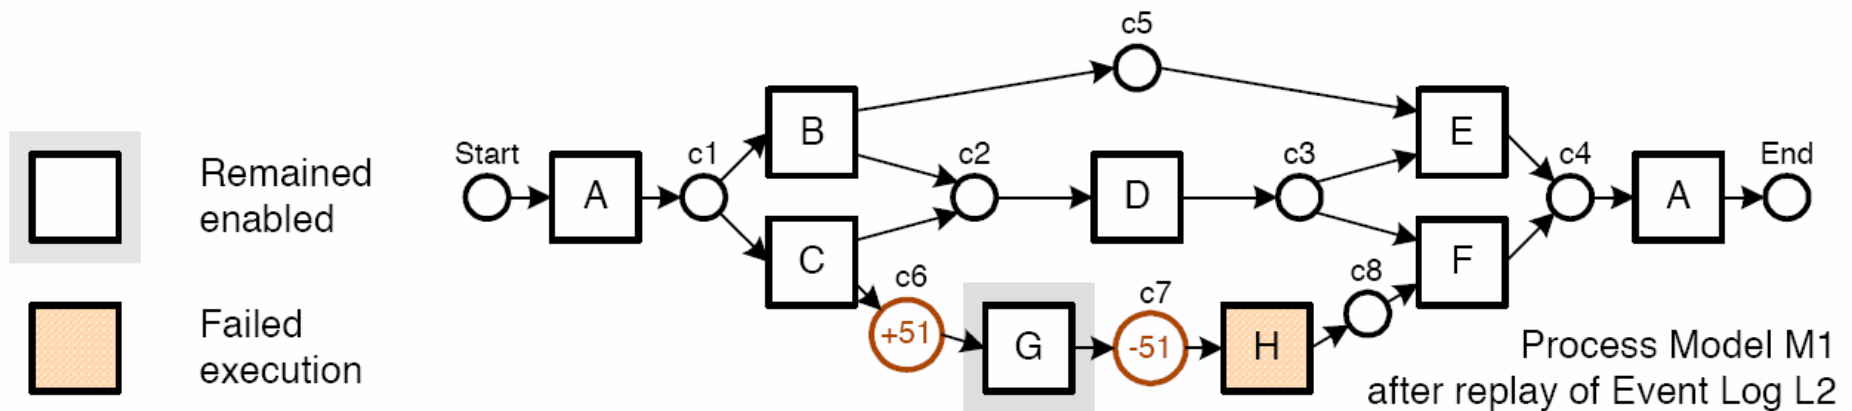 c5
B
E
Remained
enabled
Start
A
c1
c2
D
c3
c4
A
End
C
F
c6
+51
G
c7
-51
H
c8
Failed
execution
Process Model M1
after replay of Event Log L2